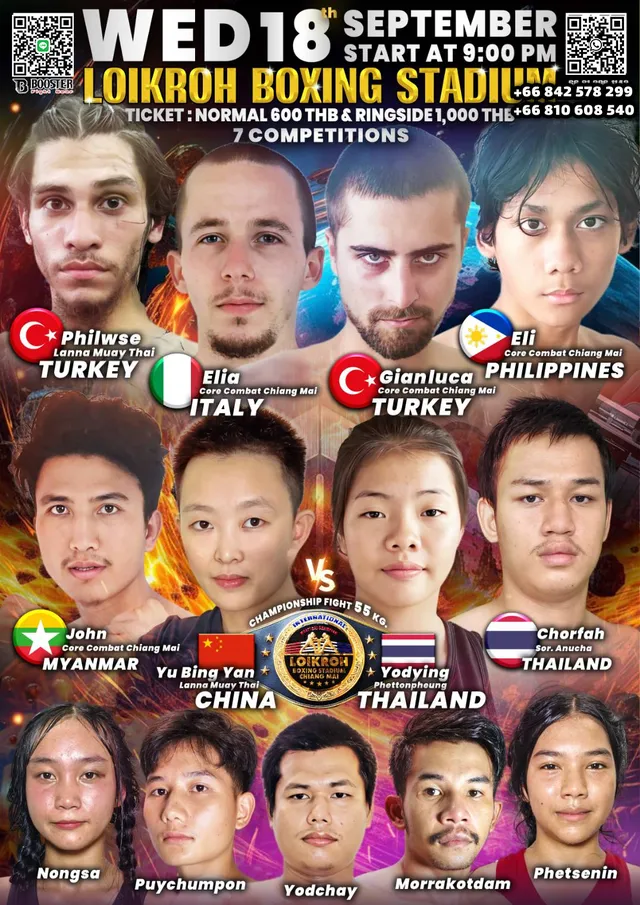 WED 18th SEPTEMBER
START AT 9:00 PM
LOIKROH BOXING STADIUM
BOOSTER
Fight Gear
+66 842 578 299
+66 810 608 540
TICKET : NORMAL 600 THB & RINGSIDE 1,000 THB
7 COMPETITIONS
Philwse
Lanna Muay Thai
TURKEY
Elia
Core Combat Chiang Mai
ITALY
Gianluca
Core Combat Chiang Mai
TURKEY
Eli
Core Combat Chiang Mai
PHILIPPINES
VS
CHAMPIONSHIP FIGHT 55 KG.
John
Core Combat Chiang Mai
MYANMAR
Yu Bing Yan
Lanna Muay Thai
CHINA
INTERNATIONAL
LOIKROH
BOXING STADIUM
CHIANG MAI
Yodying
Phettonpheung
THAILAND
Chorfah
Sor. Anucha
THAILAND
Nongsa
Puychumpon
Yodchay
Morrakotdam
Phetsenin